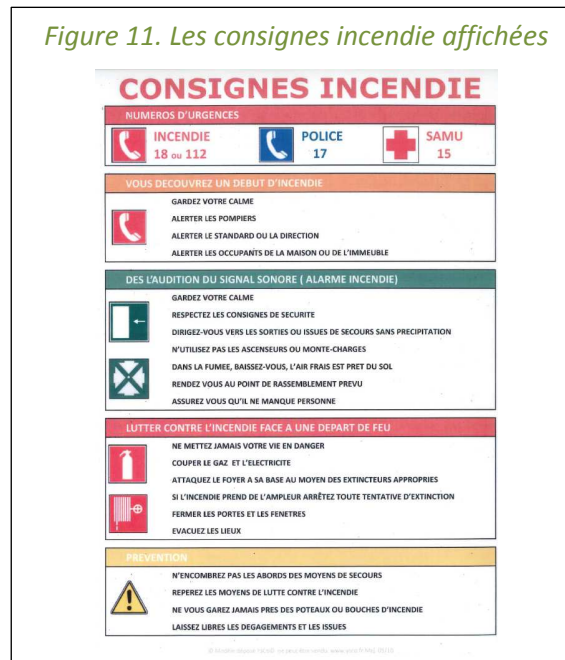 Figure 11. Les consignes incendie affichées
CONSIGNES INCENDIE
NUMEROS D'URGENCES
INCENDIE
18 ou 112
POLICE
17
SAMU
15
VOUS DECOUVREZ UN DEBUT D'INCENDIE
GARDEZ VOTRE CALME
ALERTER LES POMPIERS
ALERTER LE STANDARD OU LA DIRECTION
ALERTER LES OCCUPANTS DE LA MAISON OU DE L'IMMEUBLE
DES L'AUDITION DU SIGNAL SONORE ( ALARME INCENDIE)
GARDEZ VOTRE CALME
RESPECTEZ LES CONSIGNES DE SECURITE
DIRIGEZ-VOUS VERS LES SORTIES OU ISSUES DE SECOURS SANS PRECIPITATION
N'UTILISEZ PAS LES ASCENSEURS OU MONTE-CHARGES
DANS LA FUMEE, BAISSEZ-VOUS, L'AIR FRAIS EST PRET DU SOL
RENDEZ VOUS AU POINT DE RASSEMBLEMENT PREVU
ASSUREZ VOUS QU'IL NE MANQUE PERSONNE
LUTTER CONTRE L'INCENDIE FACE A UNE DEPART DE FEU
NE METTEZ JAMAIS VOTRE VIE EN DANGER
COUPER LE GAZ ET L'ELECTRICITE
ATTAQUEZ LE FOYER A SA BASE AU MOYEN DES EXTINCTEURS APPROPRIES
SI L'INCENDIE PREND DE L'AMPLEUR ARRÊTEZ TOUTE TENTATIVE D'EXTINCTION
FERMER LES PORTES ET LES FENETRES
EVACUEZ LES LIEUX
PREVENTION
N'ENCOMBREZ PAS LES ABORDS DES MOYENS DE SECOURS
REPEREZ LES MOYENS DE LUTTE CONTRE L'INCENDIE
NE VOUS GAREZ JAMAIS PRES DES POTEAUX OU BOUCHES D'INCENDIE
LAISSEZ LIBRES LES DEGAGEMENTS ET LES ISSUES